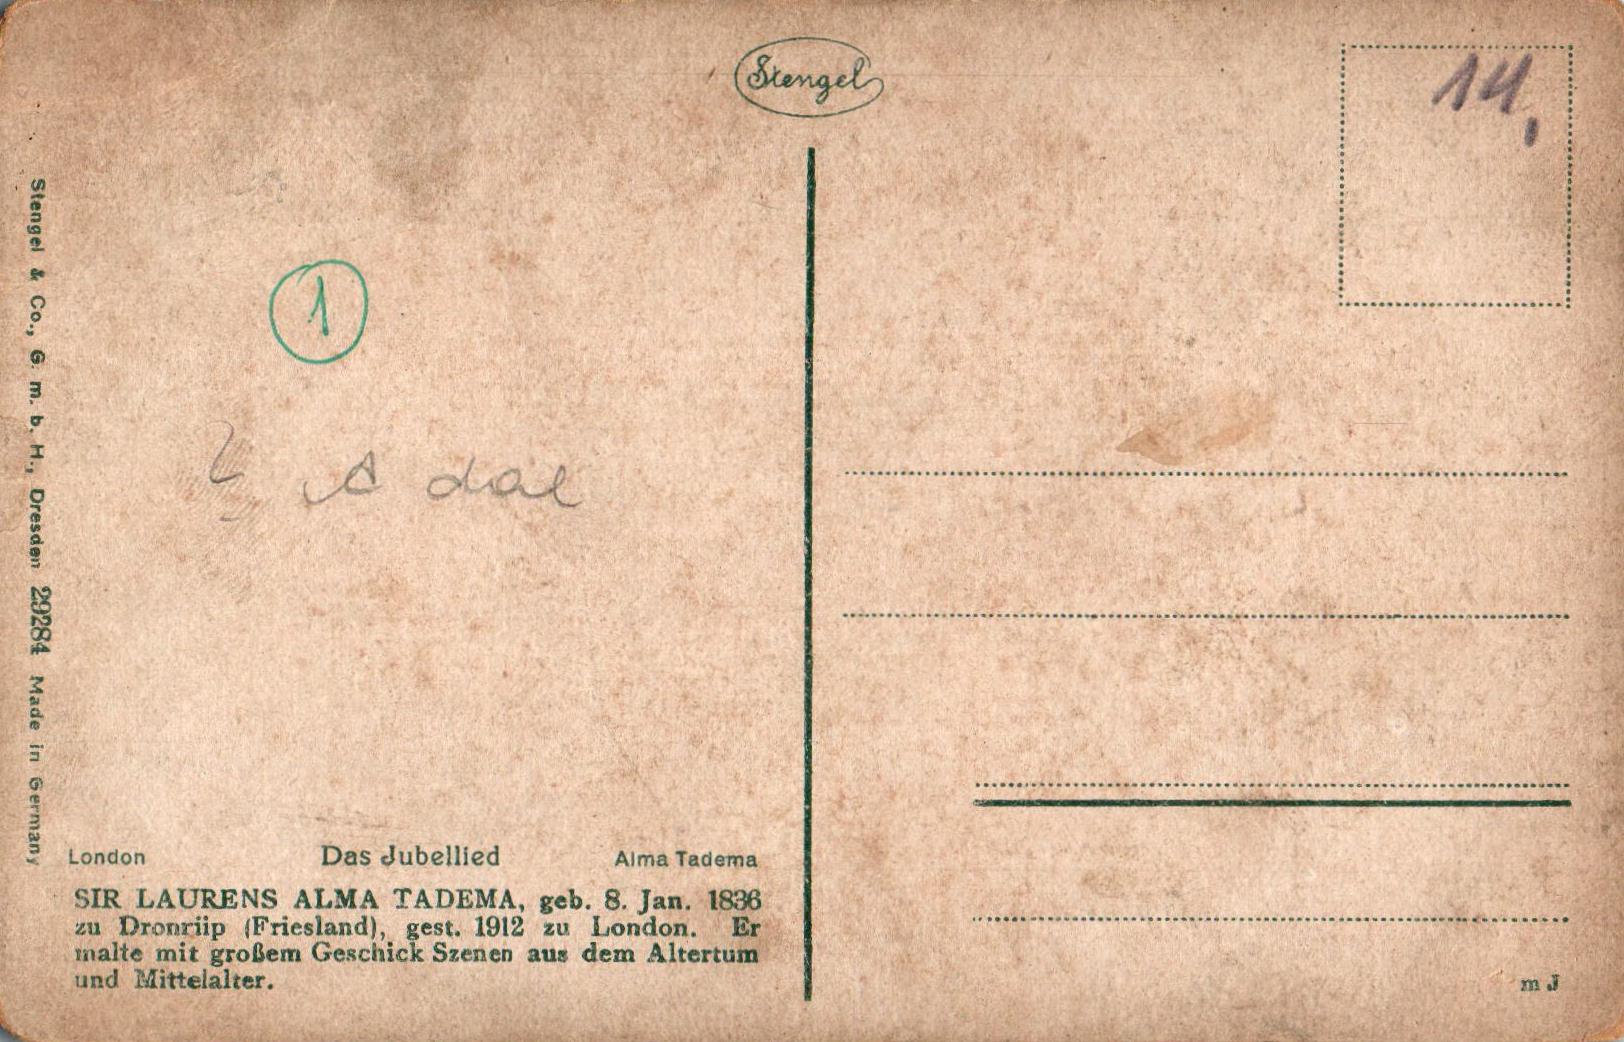 Stengel
14,
Stengel & Co., G. m. b. H., Dresden 29284 Made in Germany
1
A dal
London Das Jubellied Alma Tadema
SIR LAURENS ALMA TADEMA, geb. 8. Jan. 1836
zu Dronriip (Friesland), gest. 1912 zu London. Er
malte mit großem Geschick Szenen aus dem Altertum
und Mittelalter.
m J